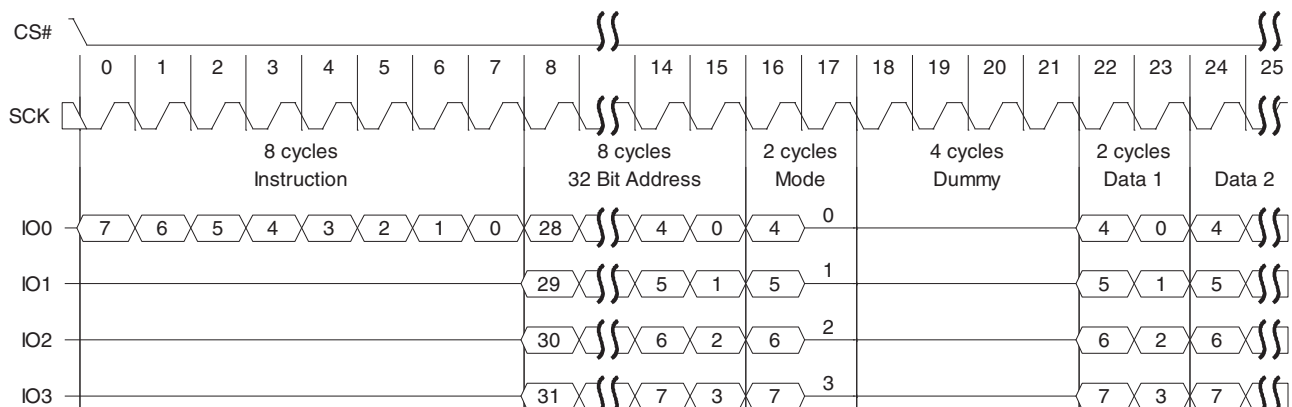 CS#
0 1 2 3 4 5 6 7 8 14 15 16 17 18 19 20 21 22 23 24 25
SCK
8 cycles 8 cycles 2 cycles 4 cycles 2 cycles
Instruction 32 Bit Address Mode Dummy Data 1 Data 2
IO0 7 6 5 4 3 2 1 0 28 4 0 4 0 4 0 4
IO1 29 5 1 5 1 5 1 5
IO2 30 6 2 6 2 6 2 6
IO3 31 7 3 7 3 7 3 7